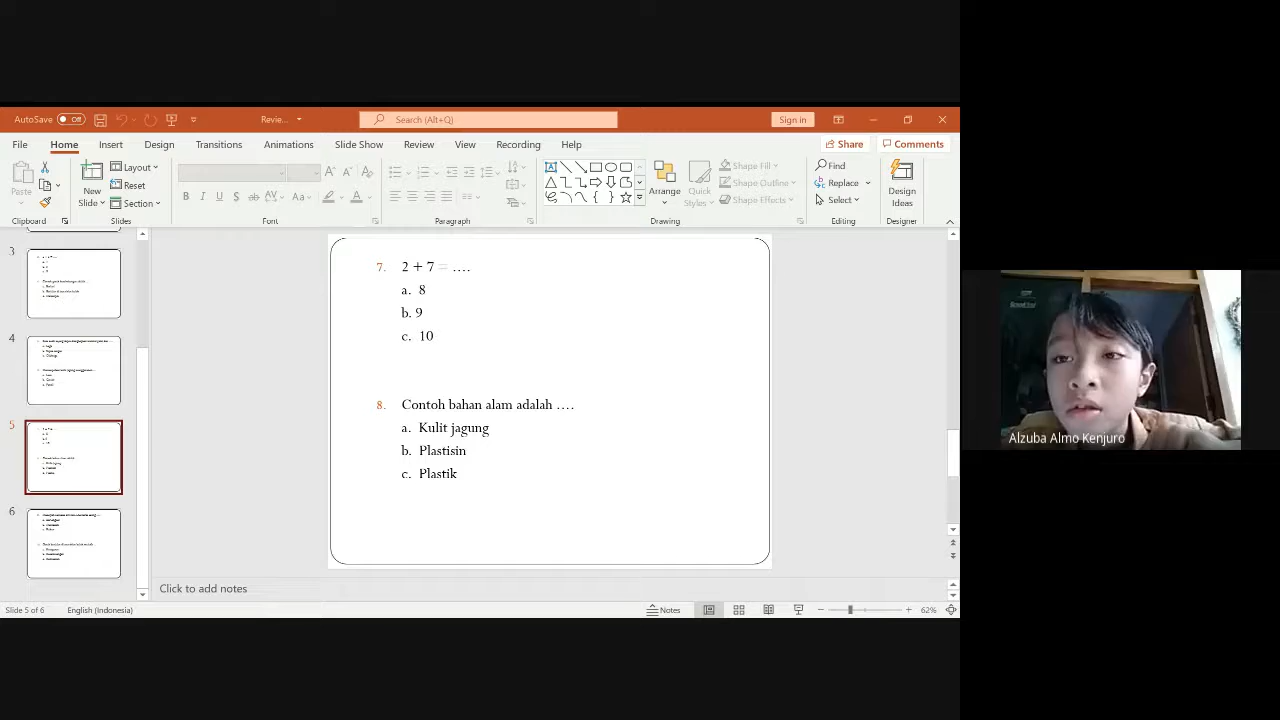 AutoSave Off Revie... Search (Alt+Q) Sign in
File Home Insert Design Transitions Animations Slide Show Review View Recording Help Share Comments
Paste New Slide Layout Reset Section Arrange Quick Styles Shape Fill Shape Outline Shape Effects Find Replace Select Design Ideas
Clipboard Slides Font Paragraph Drawing Editing Designer
3
4
5
6
7. 2 + 7 = ....
a. 8
b. 9
c. 10
8. Contoh bahan alam adalah ....
a. Kulit jagung
b. Plastisin
c. Plastik
Click to add notes
Slide 5 of 6 English (Indonesia) Notes 62%
Alzuba Almo Kenjuro